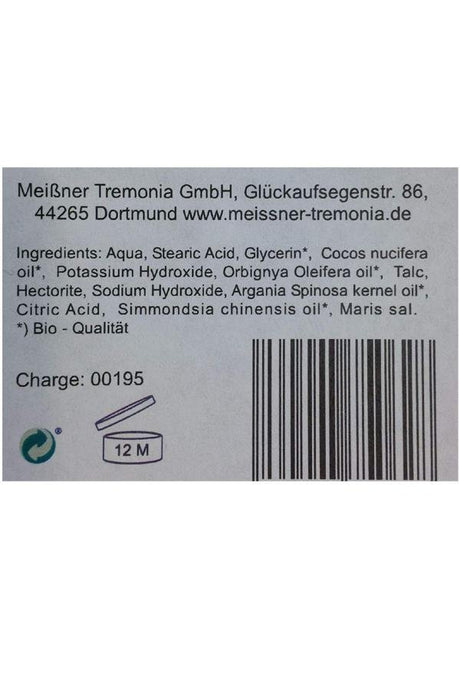 Meißner Tremonia GmbH, Glückaufsegenstr. 86,
44265 Dortmund www.meissner-tremonia.de
Ingredients: Aqua, Stearic Acid, Glycerin*, Cocos nucifera
oil*, Potassium Hydroxide, Orbignya Oleifera oil*, Talc,
Hectorite, Sodium Hydroxide, Argania Spinosa kernel oil*,
Citric Acid, Simmondsia chinensis oil*, Maris sal.
*) Bio - Qualität
Charge: 00195
®
12 M